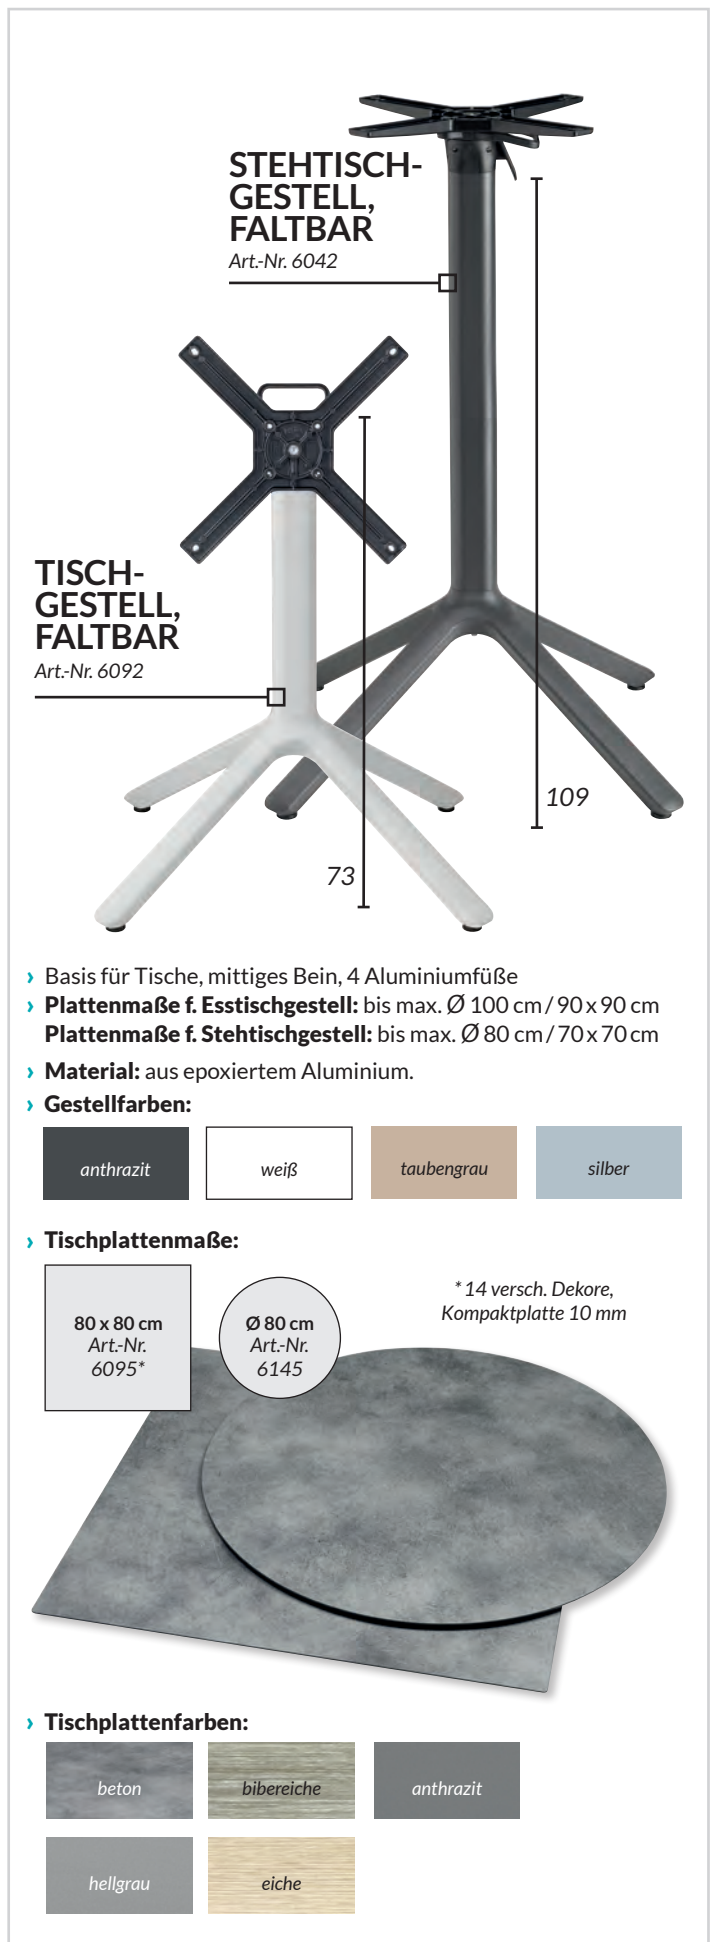 STEHTISCH-
GESTELL,
FALTBAR
Art.-Nr. 6042
TISCH-
GESTELL,
FALTBAR
Art.-Nr. 6092
109
73
› Basis für Tische, mittiges Bein, 4 Aluminiumfüße
› Plattenmaße f. Esstischgestell: bis max. Ø 100 cm / 90 x 90 cm
Plattenmaße f. Stehtischgestell: bis max. Ø 80 cm / 70 x 70 cm
› Material: aus epoxiertem Aluminium.
› Gestellfarben:
anthrazit
weiß
taubengrau
silber
› Tischplattenmaße:
80 x 80 cm
Art.-Nr.
6095*
Ø 80 cm
Art.-Nr.
6145
* 14 versch. Dekore,
Kompaktplatte 10 mm
› Tischplattenfarben:
beton
bibereiche
anthrazit
hellgrau
eiche